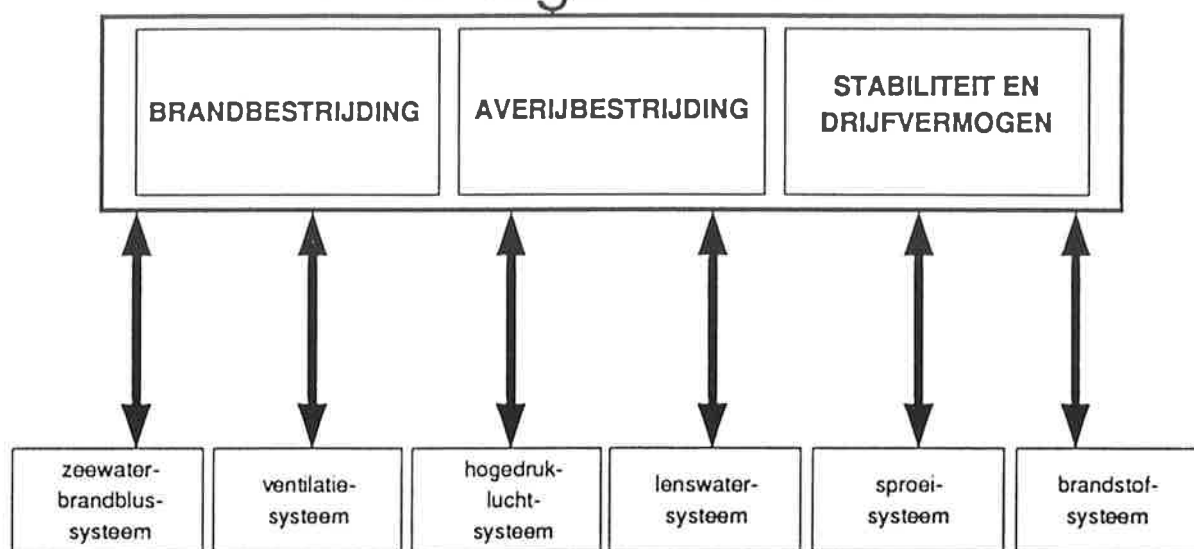 BRANDBESTRIJDING
AVERIJBESTRIJDING
STABILITEIT EN
DRIJFVERMOGEN
zeewater-
brandblus-
systeem
ventilatie-
systeem
hogedruk-
lucht-
systeem
lenswater-
systeem
sproei-
systeem
brandstof-
systeem